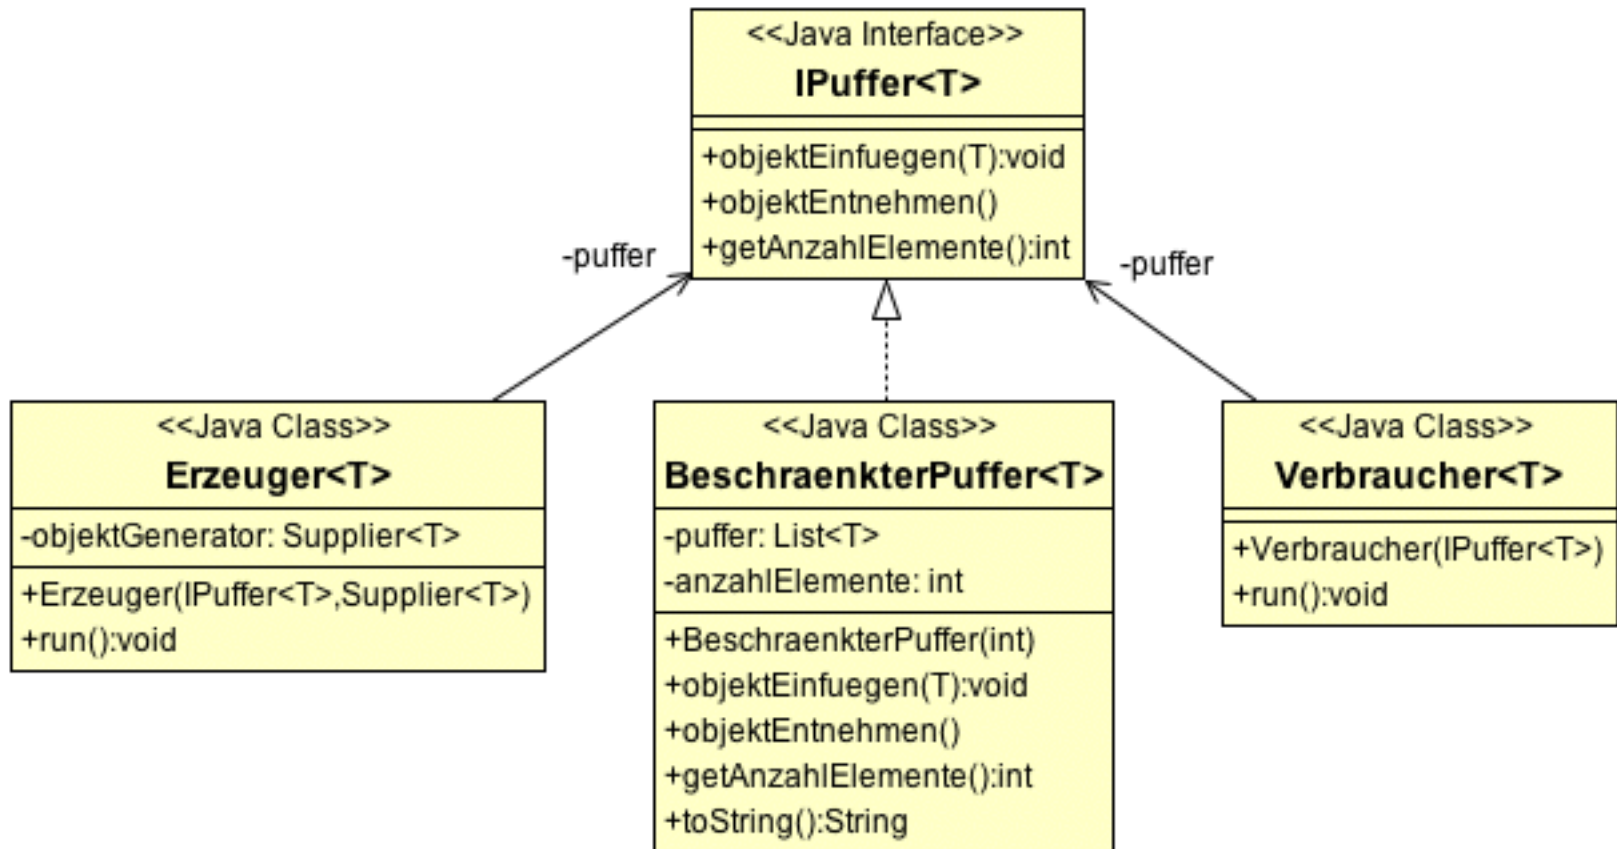 <<Java Interface>>
IPuffer<T>
+objektEinfuegen(T):void
+objektEntnehmen()
+getAnzahlElemente():int
-puffer
-puffer
<<Java Class>>
Erzeuger<T>
-objektGenerator: Supplier<T>
+Erzeuger(IPuffer<T>,Supplier<T>)
+run():void
<<Java Class>>
BeschraenkterPuffer<T>
-puffer: List<T>
-anzahlElemente: int
+BeschraenkterPuffer(int)
+objektEinfuegen(T):void
+objektEntnehmen()
+getAnzahlElemente():int
+toString():String
<<Java Class>>
Verbraucher<T>
+Verbraucher(IPuffer<T>)
+run():void